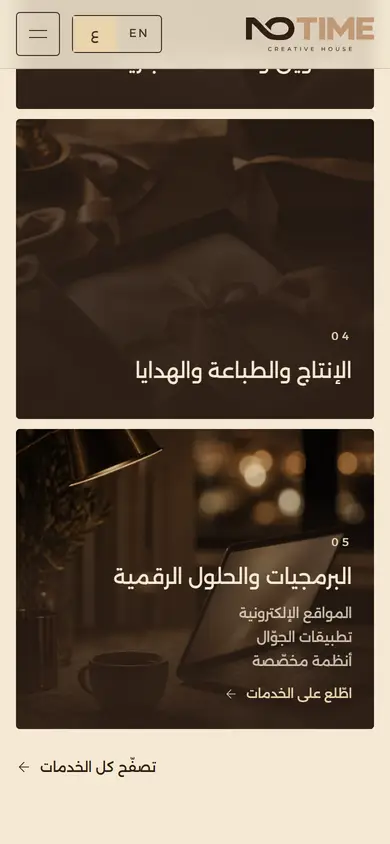 NOTIME
CREATIVE HOUSE
EN
ع
04
الإنتاج والطباعة والهدايا
05
البرمجيات والحلول الرقمية
المواقع الإلكترونية
تطبيقات الجوّال
أنظمة مخصّصة
اطّلع على الخدمات ←
تصفّح كل الخدمات ←